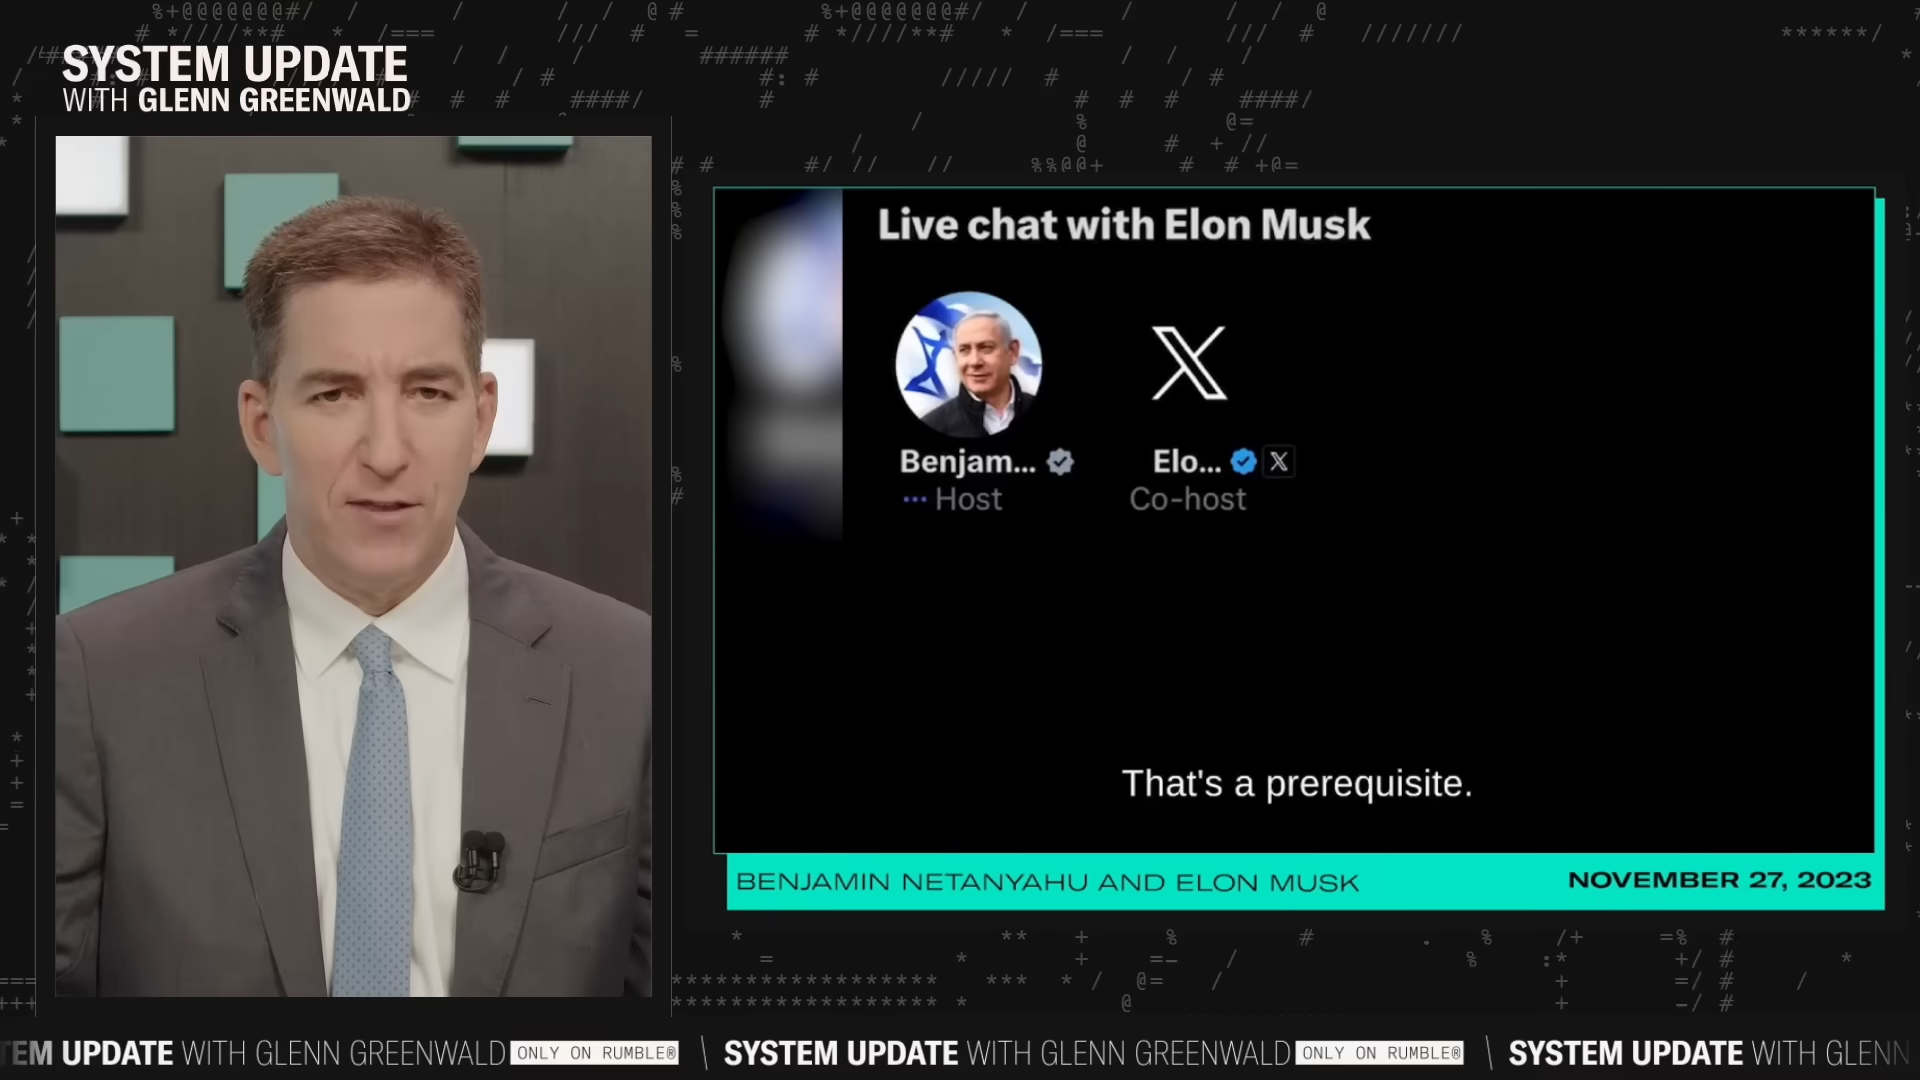 SYSTEM UPDATE
WITH GLENN GREENWALD
Live chat with Elon Musk
Benjam...
Host
Elo...
Co-host
That's a prerequisite.
BENJAMIN NETANYAHU AND ELON MUSK
NOVEMBER 27, 2023
TEM UPDATE WITH GLENN GREENWALD ONLY ON RUMBLE® \ SYSTEM UPDATE WITH GLENN GREENWALD ONLY ON RUMBLE® \ SYSTEM UPDATE WITH GLENN